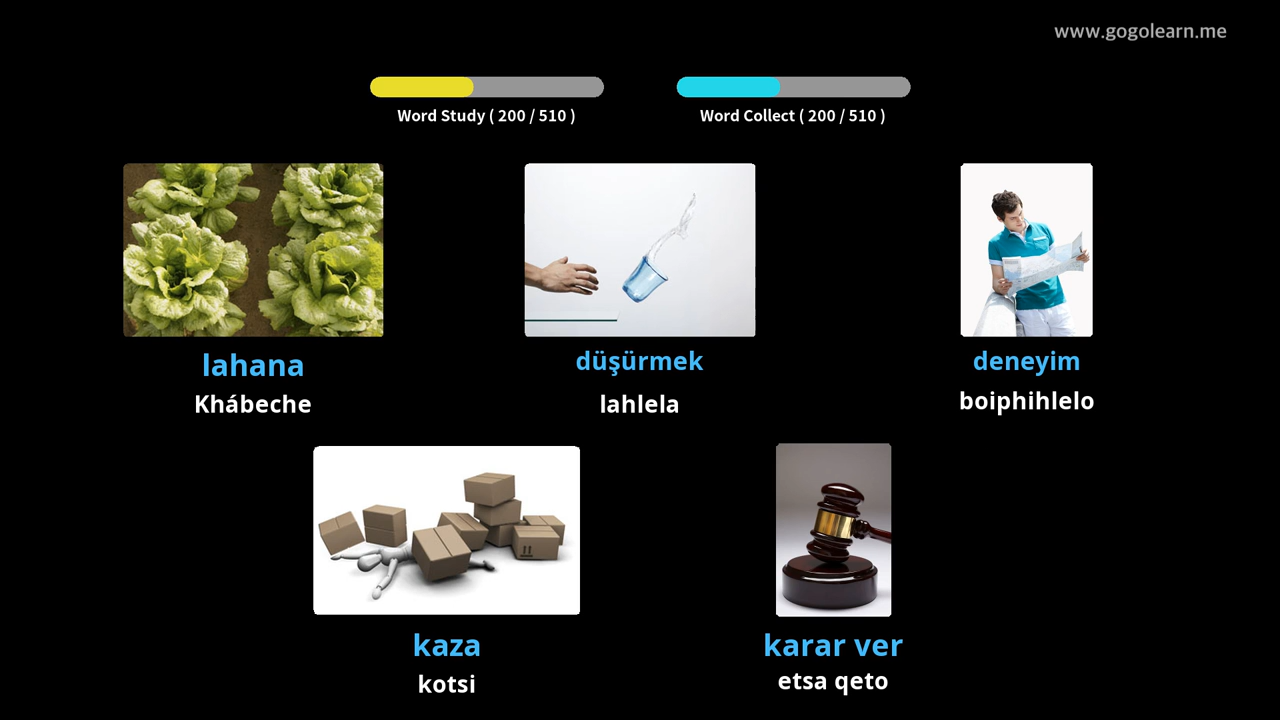 www.gogolearn.me
Word Study ( 200 / 510 )
Word Collect ( 200 / 510 )
lahana
Khábeche
düşürmek
lahlela
deneyim
boiphihlelo
kaza
kotsi
karar ver
etsa qeto